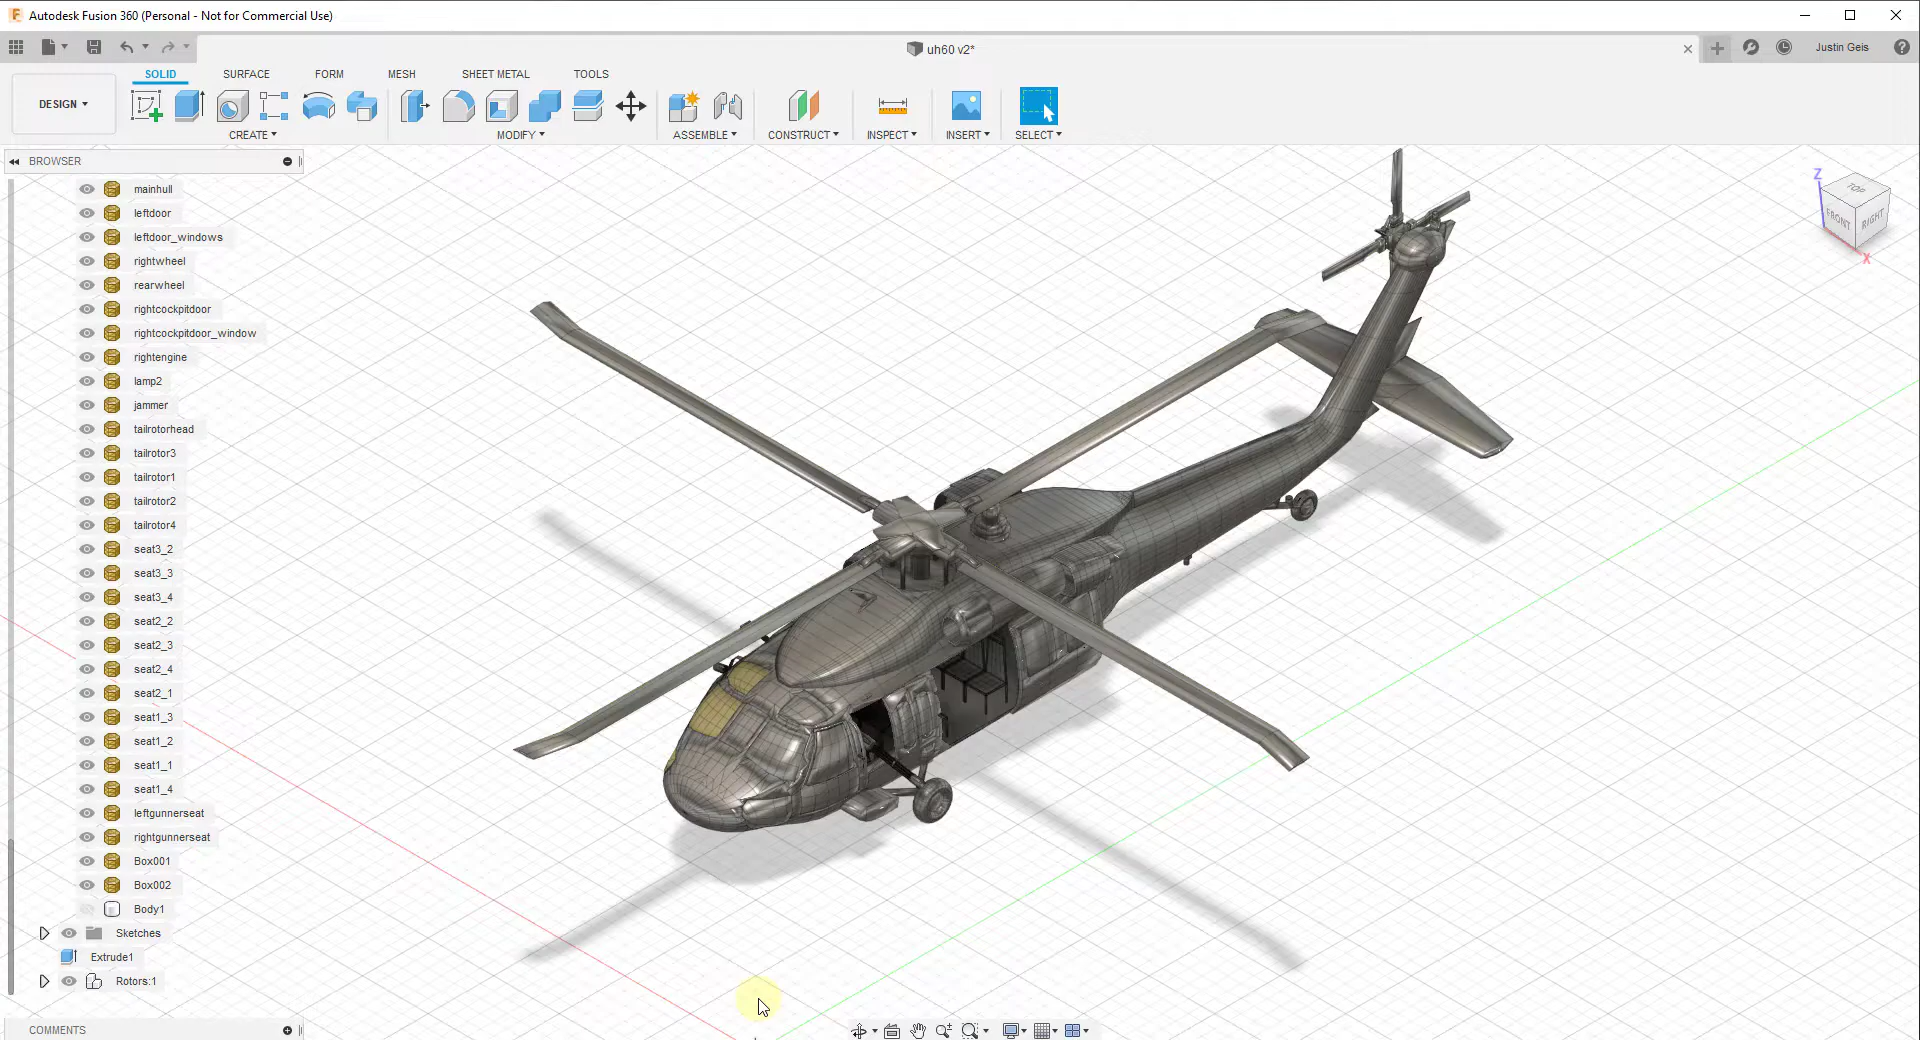 Autodesk Fusion 360 (Personal - Not for Commercial Use)
uh60 v2*
Justin Geis
DESIGN
SOLID
SURFACE
FORM
MESH
SHEET METAL
TOOLS
CREATE
MODIFY
ASSEMBLE
CONSTRUCT
INSPECT
INSERT
SELECT
BROWSER
mainhull
leftdoor
leftdoor_windows
rightwheel
rearwheel
rightcockpitdoor
rightcockpitdoor_window
rightengine
lamp2
jammer
tailrotorhead
tailrotor3
tailrotor1
tailrotor2
tailrotor4
seat3_2
seat3_3
seat3_4
seat2_2
seat2_3
seat2_4
seat2_1
seat1_3
seat1_2
seat1_1
seat1_4
leftgunnerseat
rightgunnerseat
Box001
Box002
Body1
Sketches
Extrude1
Rotors:1
COMMENTS
Z
TOP
FRONT
RIGHT
X